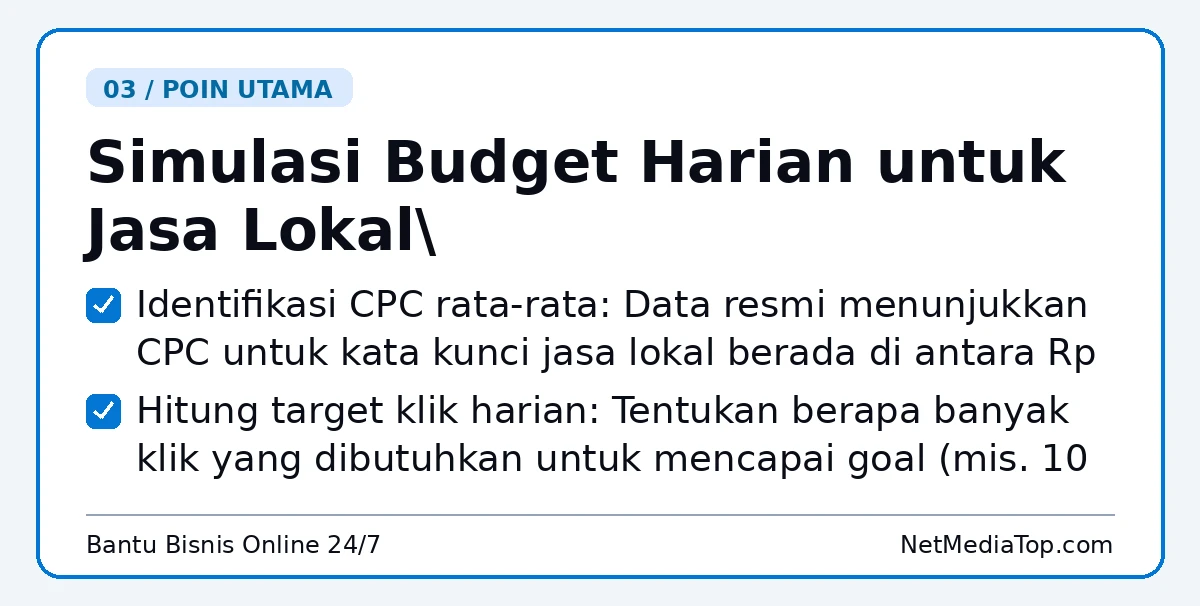 03 / POIN UTAMA
Simulasi Budget Harian untuk
Jasa Lokal\
Identifikasi CPC rata-rata: Data resmi menunjukkan
CPC untuk kata kunci jasa lokal berada di antara Rp
Hitung target klik harian: Tentukan berapa banyak
klik yang dibutuhkan untuk mencapai goal (mis. 10
Bantu Bisnis Online 24/7
NetMediaTop.com